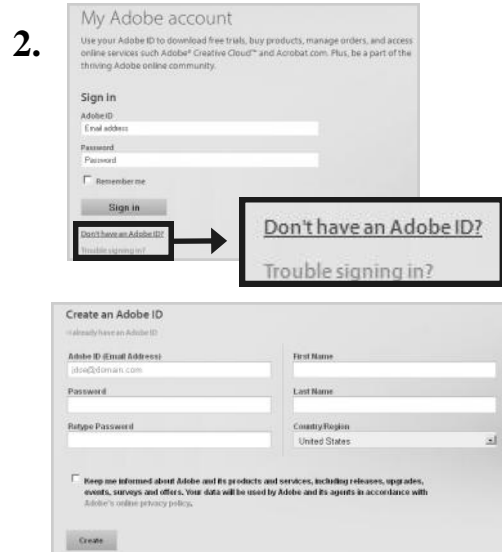 2.
My Adobe account
Use your Adobe ID to download free trials, buy products, manage orders, and access
online services such Adobe® Creative Cloud™ and Acrobat.com. Plus, be a part of the
thriving Adobe online community.
Sign in
Adobe ID
Email address
Password
Password
Remember me
Sign in
Don't have an Adobe ID?
Trouble signing in?
Don't have an Adobe ID?
Trouble signing in?
Create an Adobe ID
I already have an Adobe ID
Adobe ID (Email Address)
jdoe@domain.com
First Name
Password
Last Name
Retype Password
Country/Region
United States
Keep me informed about Adobe and its products and services, including releases, upgrades,
events, surveys and offers. Your data will be used by Adobe and its agents in accordance with
Adobe's online privacy policy.
Create